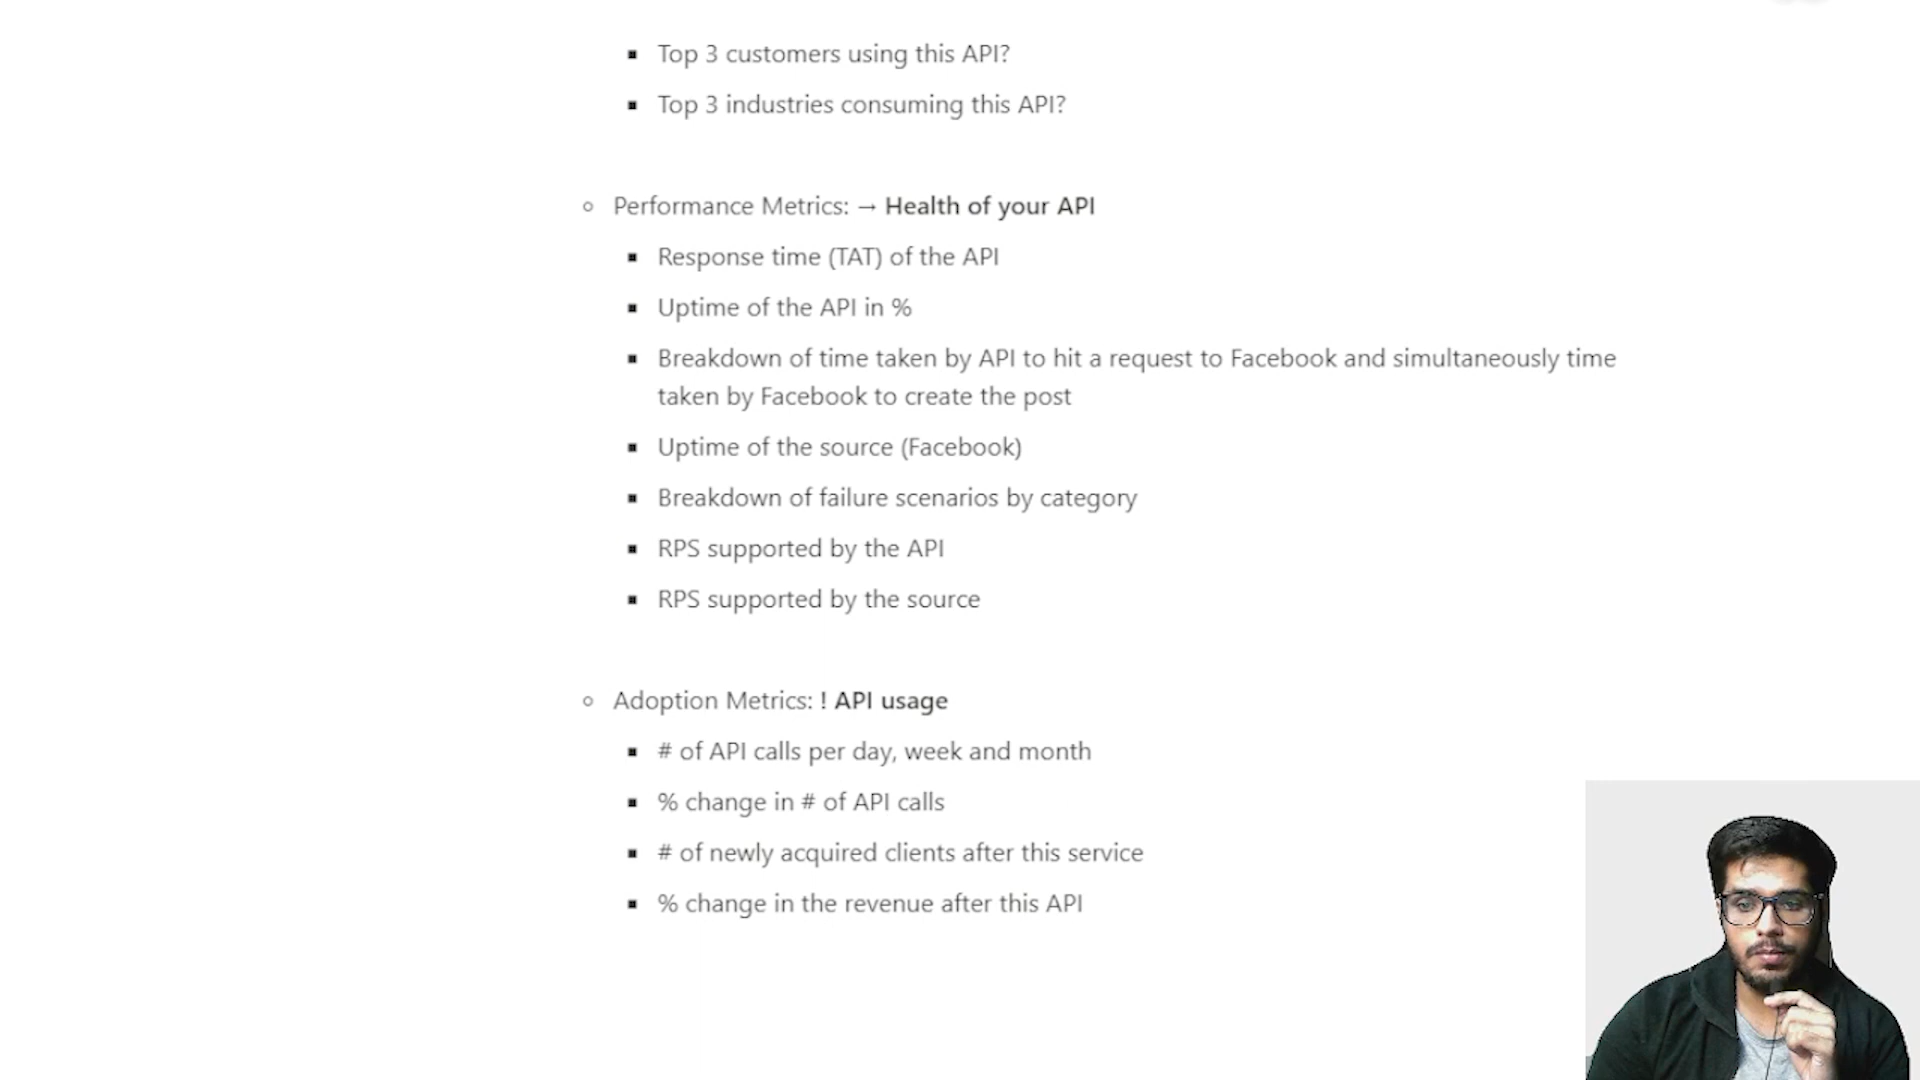 Top 3 customers using this API?
Top 3 industries consuming this API?
Performance Metrics: → Health of your API
Response time (TAT) of the API
Uptime of the API in %
Breakdown of time taken by API to hit a request to Facebook and simultaneously time
taken by Facebook to create the post
Uptime of the source (Facebook)
Breakdown of failure scenarios by category
RPS supported by the API
RPS supported by the source
Adoption Metrics: ! API usage
# of API calls per day, week and month
% change in # of API calls
# of newly acquired clients after this service
% change in the revenue after this API